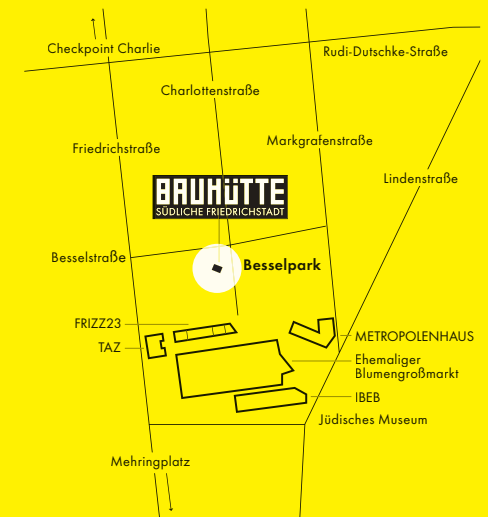 Checkpoint Charlie
Rudi-Dutschke-Straße
Charlottenstraße
Friedrichstraße
Markgrafenstraße
Lindenstraße
BAUHÜTTE
SÜDLICHE FRIEDRICHSTADT
Besselstraße
Besselpark
FRIZZ23
TAZ
METROPOLENHAUS
Ehemaliger
Blumengroßmarkt
IBEB
Jüdisches Museum
Mehringplatz